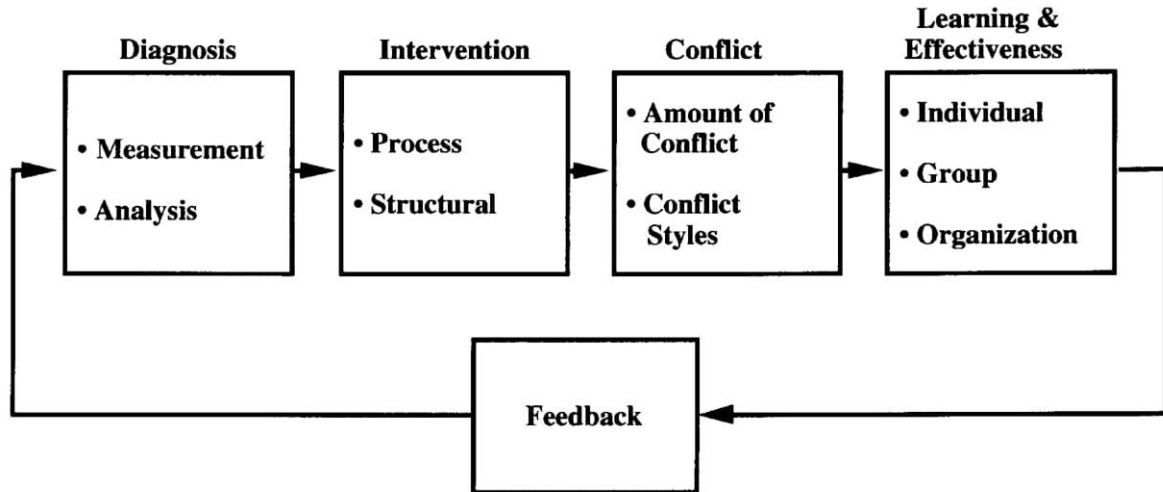 Diagnosis
• Measurement
• Analysis
Intervention
• Process
• Structural
Conflict
• Amount of
Conflict
• Conflict
Styles
Learning &
Effectiveness
• Individual
• Group
• Organization
Feedback